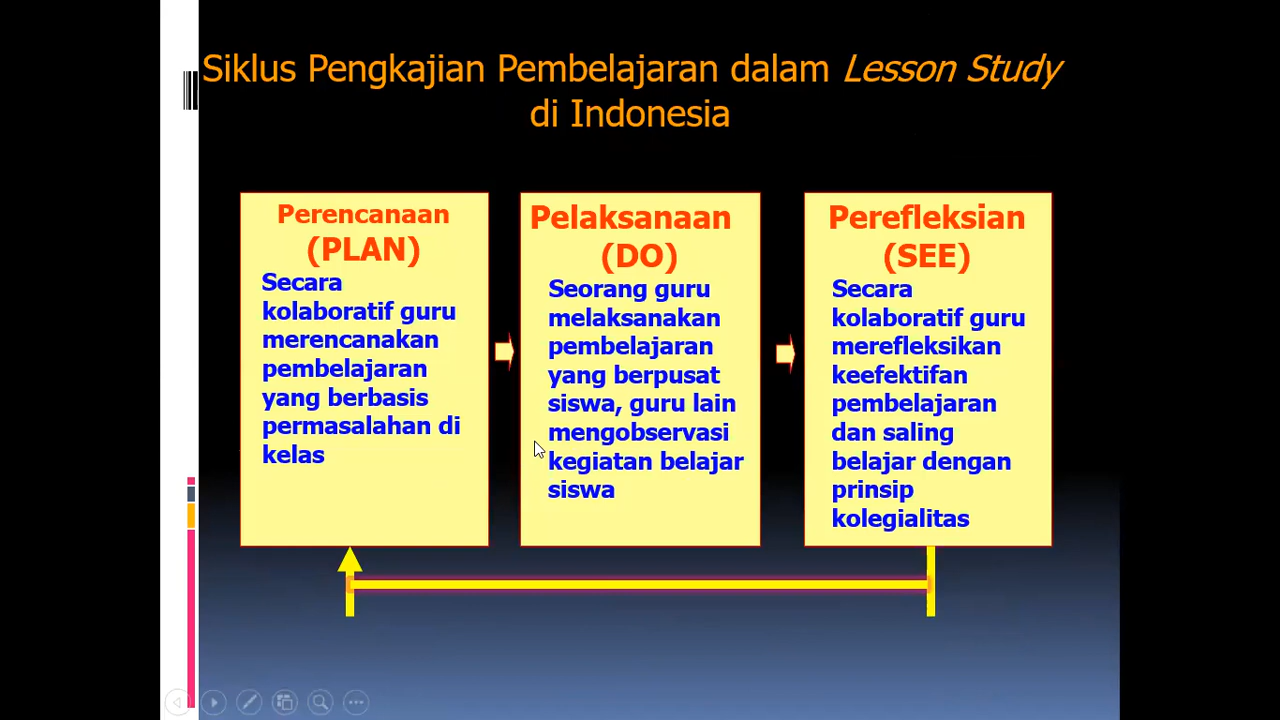 Siklus Pengkajian Pembelajaran dalam Lesson Study
di Indonesia
Perencanaan
(PLAN)
Secara
kolaboratif guru
merencanakan
pembelajaran
yang berbasis
permasalahan di
kelas
Pelaksanaan
(DO)
Seorang guru
melaksanakan
pembelajaran
yang berpusat
siswa, guru lain
mengobservasi
kegiatan belajar
siswa
Perefleksian
(SEE)
Secara
kolaboratif guru
merefleksikan
keefektifan
pembelajaran
dan saling
belajar dengan
prinsip
kolegialitas